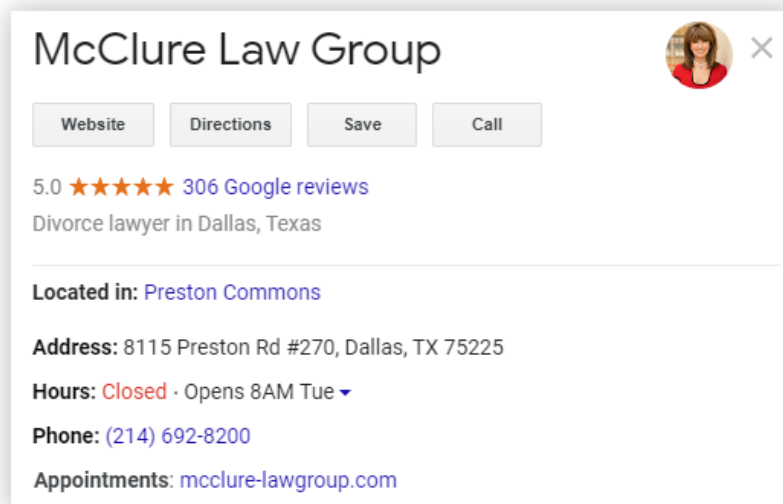 McClure Law Group
Website Directions Save Call
5.0 ★★★★★ 306 Google reviews
Divorce lawyer in Dallas, Texas
Located in: Preston Commons
Address: 8115 Preston Rd #270, Dallas, TX 75225
Hours: Closed · Opens 8AM Tue
Phone: (214) 692-8200
Appointments: mcclure-lawgroup.com